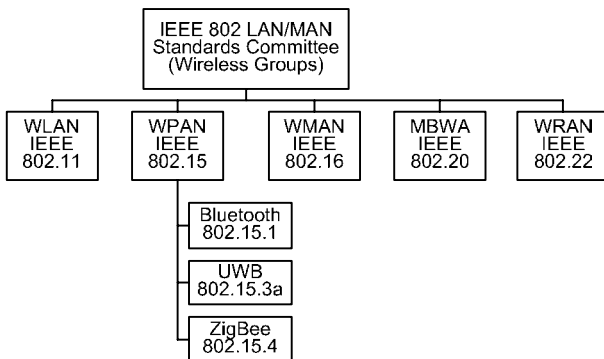 IEEE 802 LAN/MAN
Standards Committee
(Wireless Groups)
WLAN
IEEE
802.11
WPAN
IEEE
802.15
WMAN
IEEE
802.16
MBWA
IEEE
802.20
WRAN
IEEE
802.22
Bluetooth
802.15.1
UWB
802.15.3a
ZigBee
802.15.4